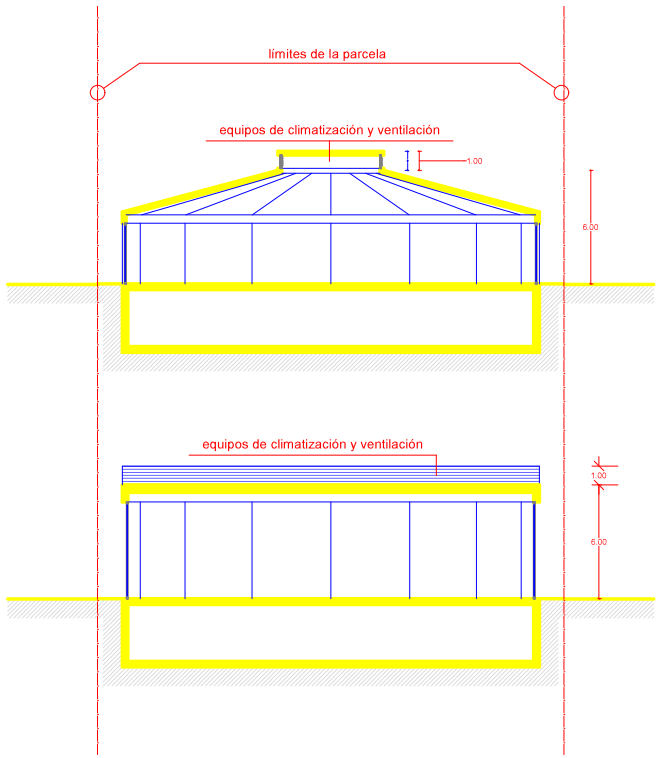 límites de la parcela
equipos de climatización y ventilación
1.00
6.00
equipos de climatización y ventilación
1.00
6.00